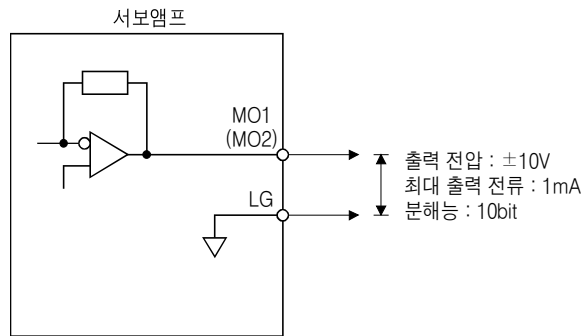 서보앰프
MO1
(MO2)
LG
출력 전압 : ±10V
최대 출력 전류 : 1mA
분해능 : 10bit